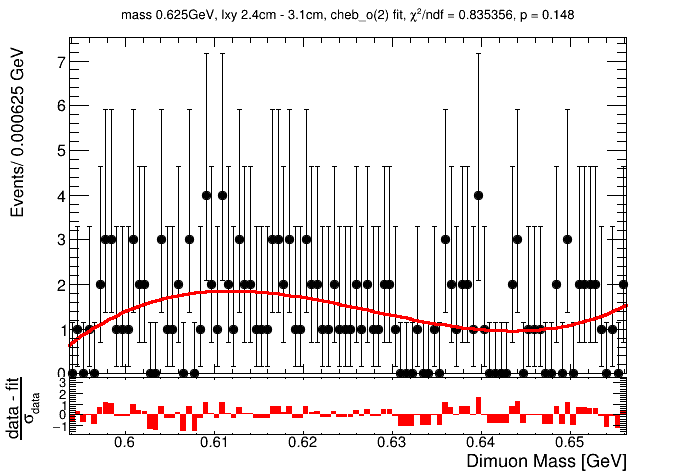 mass 0.625GeV, lxy 2.4cm - 3.1cm, cheb_o(2) fit, χ²/ndf = 0.835356, p = 0.148
Events/ 0.000625 GeV
7
6
5
4
3
2
1
0
data - fit
σdata
3
2
1
0
−1
0.6 0.61 0.62 0.63 0.64 0.65
Dimuon Mass [GeV]